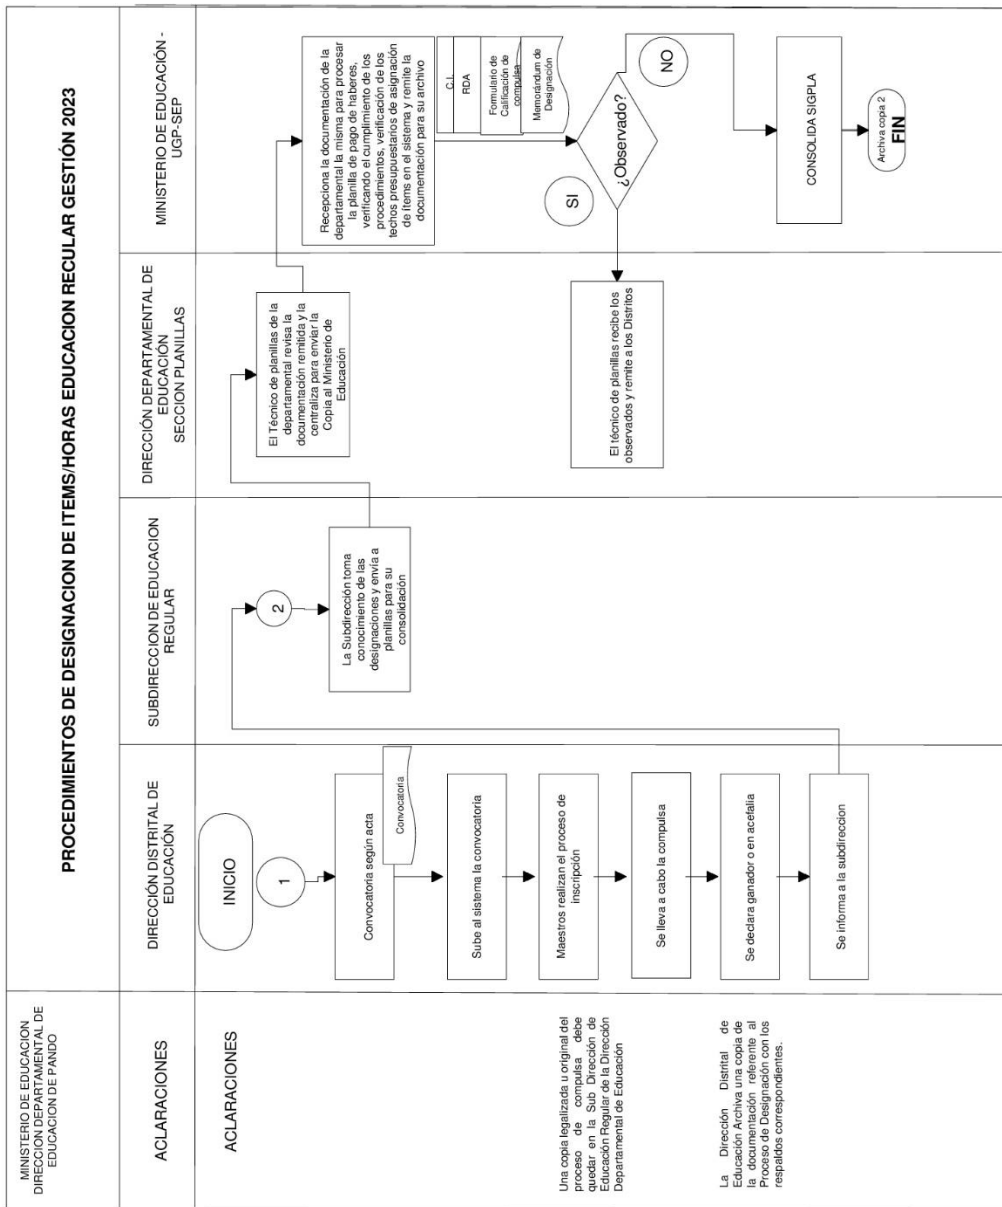 MINISTERIO DE EDUCACION
DIRECCION DEPARTAMENTAL DE
EDUCACION DE PANDO
PROCEDIMIENTOS DE DESIGNACION DE ITEMS/HORAS EDUCACION RECULAR GESTIÓN 2023
ACLARACIONES
DIRECCIÓN DISTRITAL DE
EDUCACIÓN
SUBDIRECCION DE EDUCACION
REGULAR
DIRECCIÓN DEPARTAMENTAL DE
EDUCACIÓN
SECCION PLANILLAS
MINISTERIO DE EDUCACIÓN -
UGP-SEP
ACLARACIONES
Una copia legalizada u original del
proceso de compulsa debe
quedar en la Sub Dirección de
Educación Regular de la Dirección
Departamental de Educación
La Dirección Distrital de
Educación Archiva una copia de
la documentación referente al
Proceso de Designación con los
respaldos correspondientes.
INICIO
1
Convocatoria según acta
Convocatoria
Sube al sistema la convocatoria
Maestros realizan el proceso de
inscripción
Se lleva a cabo la compulsa
Se declara ganador o en acefalia
Se informa a la subdireccion
2
La Subdirección toma
conocimiento de las
designaciones y envía a
planillas para su
consolidación
El Técnico de planillas de la
departamental revisa la
documentación remitida y la
centraliza para enviar la
Copia al Ministerio de
Educación
Recepciona la documentación de la
departamental la misma para procesar
la planilla de pago de haberes,
verificando el cumplimiento de los
procedimientos, verificación de los
techos presupuestarios de asignación
de ítems en el sistema y remite la
documentación para su archivo
C.I.
RDA
Formulario de
Calificación de
compulsa
Memorándum de
Designación
¿Observado?
SI
NO
El técnico de planillas recibe los
observados y remite a los Distritos
CONSOLIDA SIGPLA
Archiva copia 2
FIN